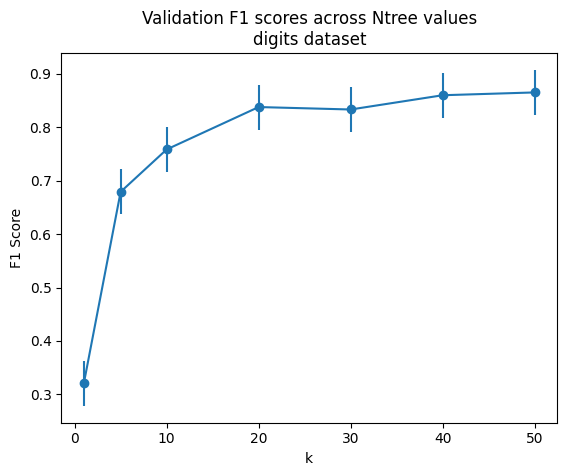 Validation F1 scores across Ntree values
digits dataset
0.9
0.8
0.7
0.6
0.5
0.4
0.3
F1 Score
0 10 20 30 40 50
k